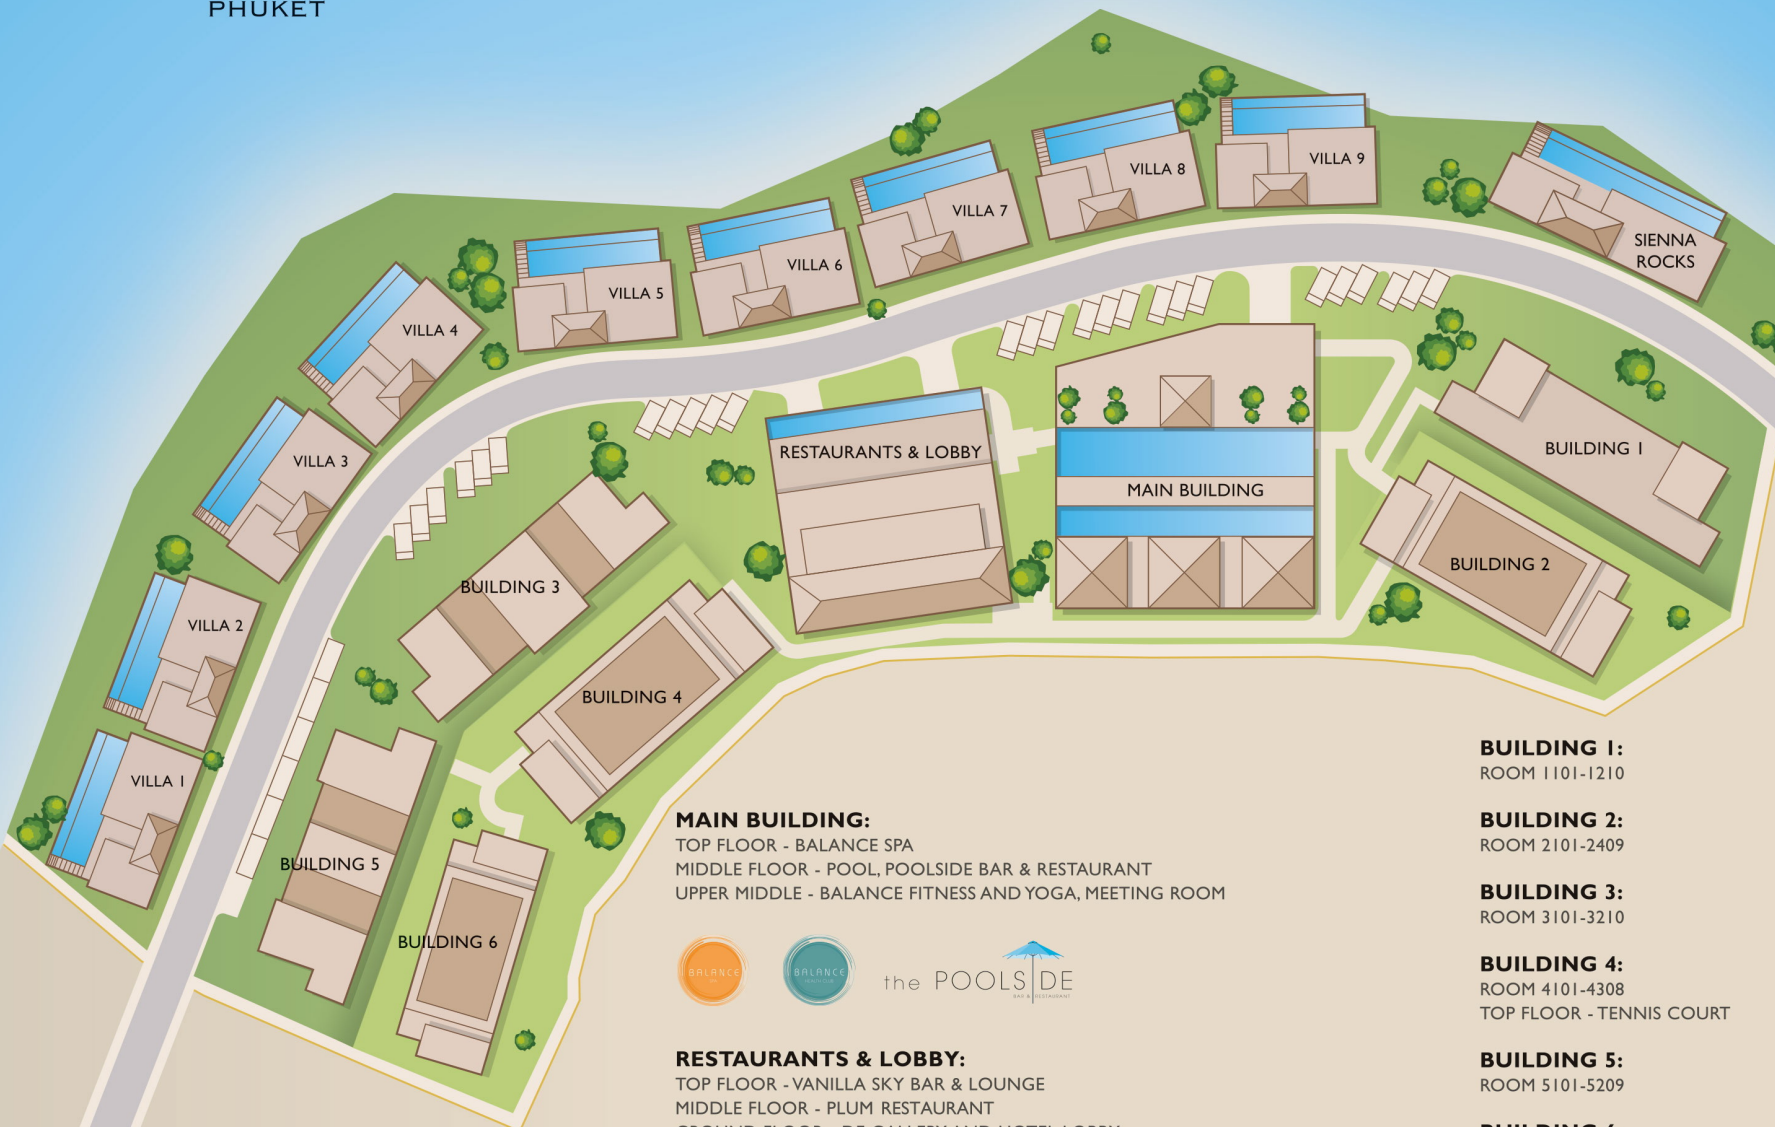 PHUKET
VILLA 9
VILLA 8
VILLA 7
SIENNA
ROCKS
VILLA 6
VILLA 5
VILLA 4
VILLA 3
RESTAURANTS & LOBBY
BUILDING 1
MAIN BUILDING
BUILDING 2
BUILDING 3
VILLA 2
BUILDING 4
VILLA 1
BUILDING 5
BUILDING 6
MAIN BUILDING:
TOP FLOOR - BALANCE SPA
MIDDLE FLOOR - POOL, POOLSIDE BAR & RESTAURANT
UPPER MIDDLE - BALANCE FITNESS AND YOGA, MEETING ROOM
BALANCE
BALANCE
the POOLSIDE
BAR & RESTAURANT
RESTAURANTS & LOBBY:
TOP FLOOR - VANILLA SKY BAR & LOUNGE
MIDDLE FLOOR - PLUM RESTAURANT
BUILDING 1:
ROOM 1101-1210
BUILDING 2:
ROOM 2101-2409
BUILDING 3:
ROOM 3101-3210
BUILDING 4:
ROOM 4101-4308
TOP FLOOR - TENNIS COURT
BUILDING 5:
ROOM 5101-5209